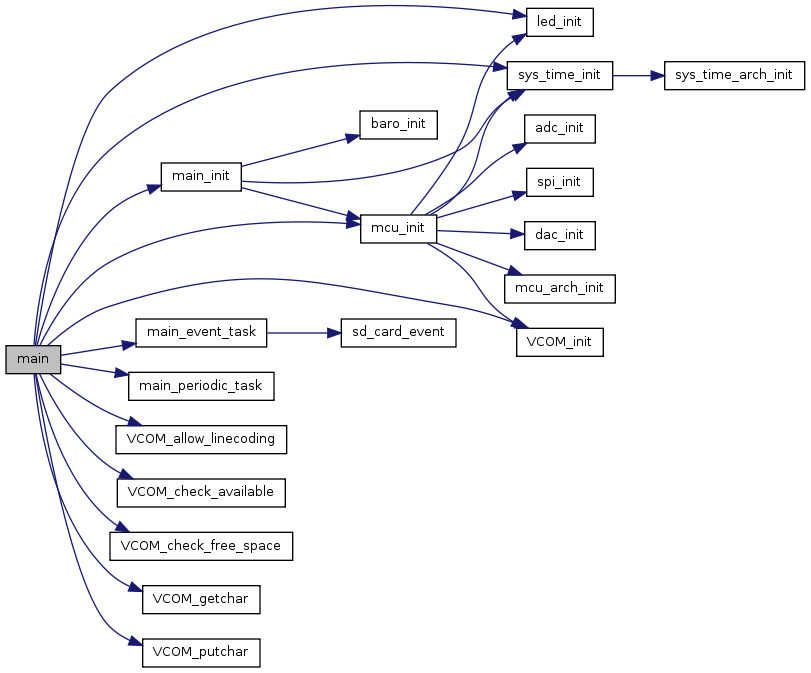 led_init
sys_time_init
sys_time_arch_init
baro_init
adc_init
main_init
spi_init
mcu_init
dac_init
mcu_arch_init
main_event_task
sd_card_event
VCOM_init
main
main_periodic_task
VCOM_allow_linecoding
VCOM_check_available
VCOM_check_free_space
VCOM_getchar
VCOM_putchar